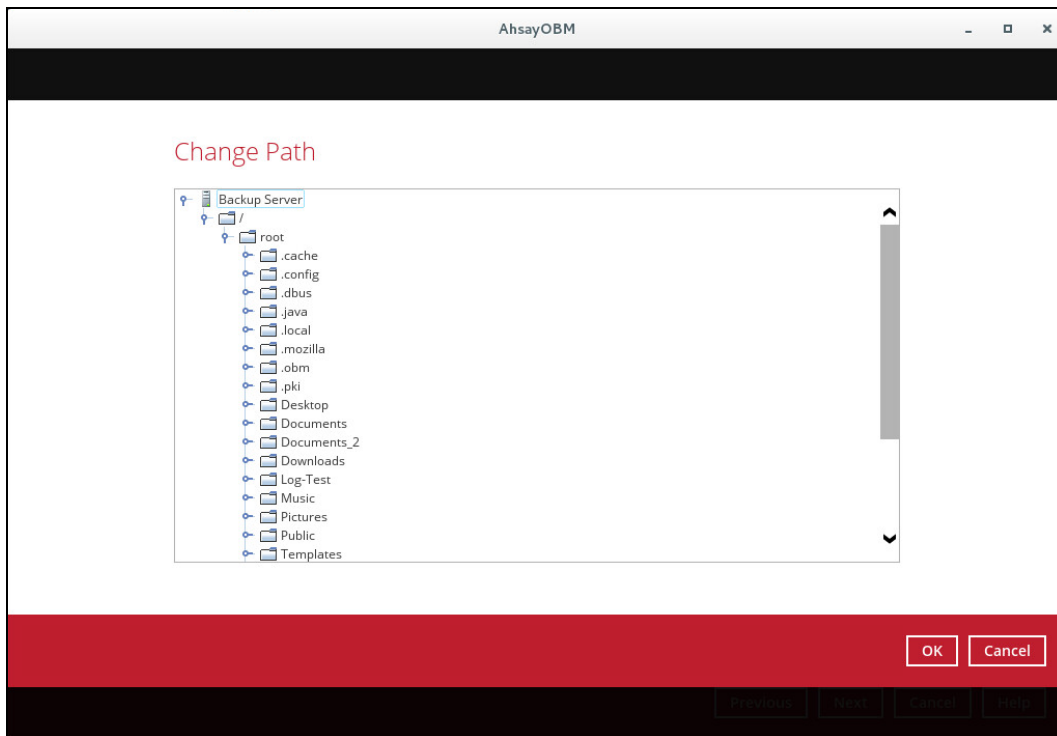 AhsayOBM
Change Path
Backup Server
/
root
.cache
.config
.dbus
.java
.local
.mozilla
.obm
.pki
Desktop
Documents
Documents_2
Downloads
Log-Test
Music
Pictures
Public
Templates
OK Cancel
Previous Next Cancel Help